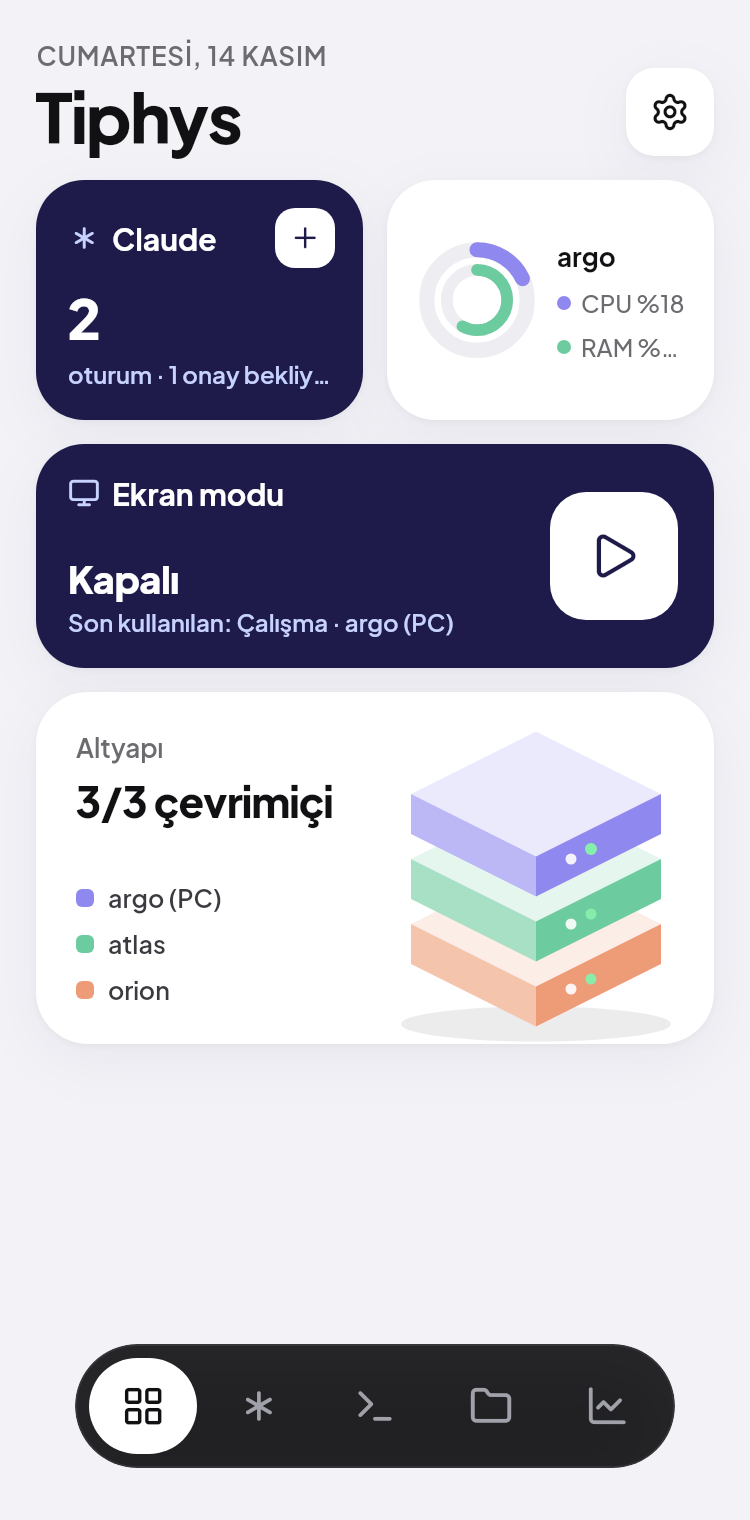 CUMARTESİ, 14 KASIM
Tiphys
Claude
2
oturum · 1 onay bekliy…
argo
CPU %18
RAM %…
Ekran modu
Kapalı
Son kullanılan: Çalışma · argo (PC)
Altyapı
3/3 çevrimiçi
argo (PC)
atlas
orion